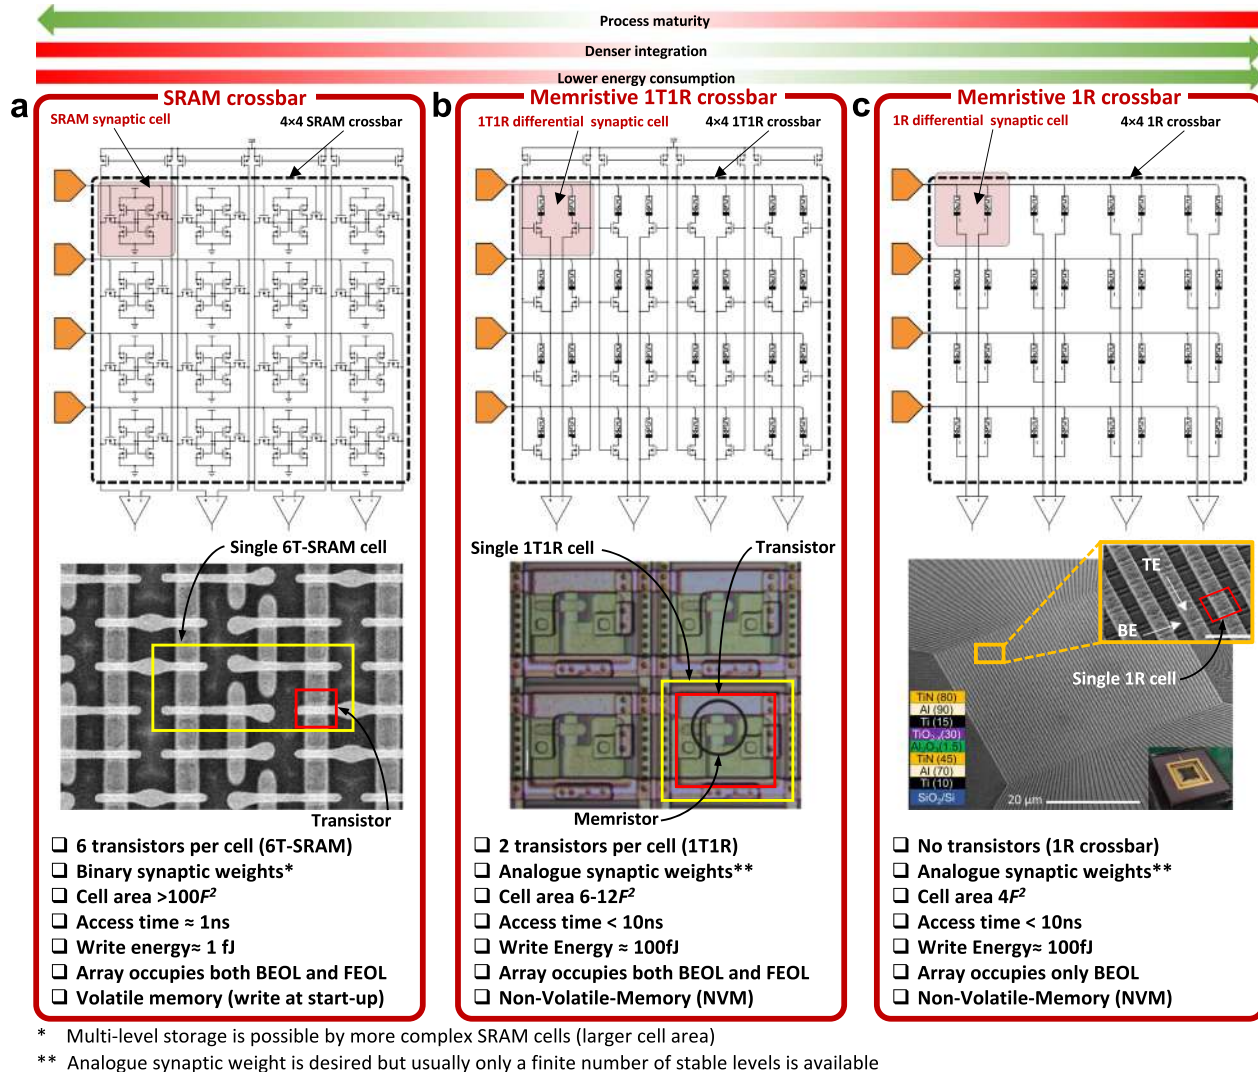 Process maturity
Denser integration
Lower energy consumption
a
SRAM crossbar
SRAM synaptic cell
4×4 SRAM crossbar
Single 6T-SRAM cell
Transistor
❑ 6 transistors per cell (6T-SRAM)
❑ Binary synaptic weights*
❑ Cell area >100F²
❑ Access time ≈ 1ns
❑ Write energy≈ 1 fJ
❑ Array occupies both BEOL and FEOL
❑ Volatile memory (write at start-up)
b
Memristive 1T1R crossbar
1T1R differential synaptic cell
4×4 1T1R crossbar
Single 1T1R cell
Transistor
Memristor
❑ 2 transistors per cell (1T1R)
❑ Analogue synaptic weights**
❑ Cell area 6-12F²
❑ Access time < 10ns
❑ Write Energy ≈ 100fJ
❑ Array occupies both BEOL and FEOL
❑ Non-Volatile-Memory (NVM)
c
Memristive 1R crossbar
1R differential synaptic cell
4×4 1R crossbar
TE
BE
Single 1R cell
TiN (80)
Al (90)
Ti (15)
TiN (45)
Al (70)
Ti (10)
SiO₂/Si
20 µm
❑ No transistors (1R crossbar)
❑ Analogue synaptic weights**
❑ Cell area 4F²
❑ Access time < 10ns
❑ Write Energy≈ 100fJ
❑ Array occupies only BEOL
❑ Non-Volatile-Memory (NVM)
* Multi-level storage is possible by more complex SRAM cells (larger cell area)
** Analogue synaptic weight is desired but usually only a finite number of stable levels is available